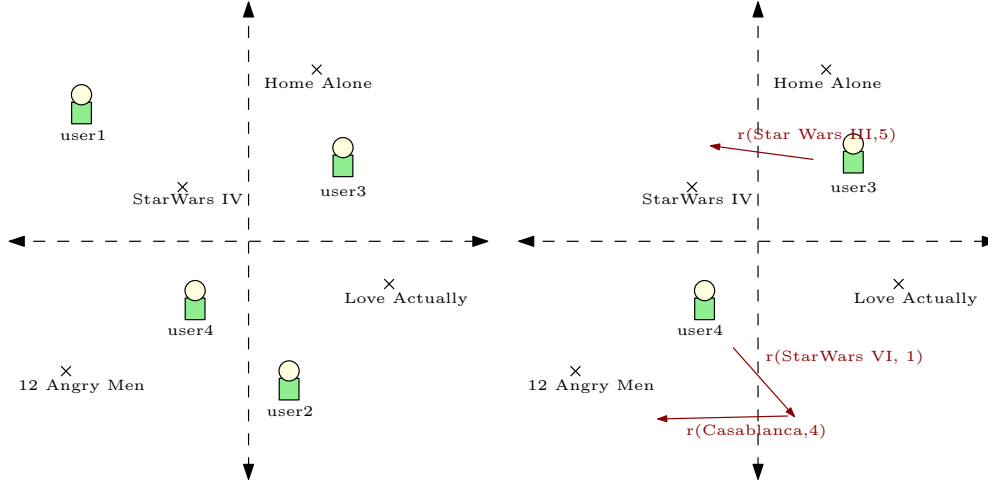 Home Alone
user1
user3
StarWars IV
Love Actually
user4
12 Angry Men
user2
Home Alone
r(Star Wars III,5)
user3
StarWars IV
Love Actually
user4
r(StarWars VI, 1)
12 Angry Men
r(Casablanca,4)